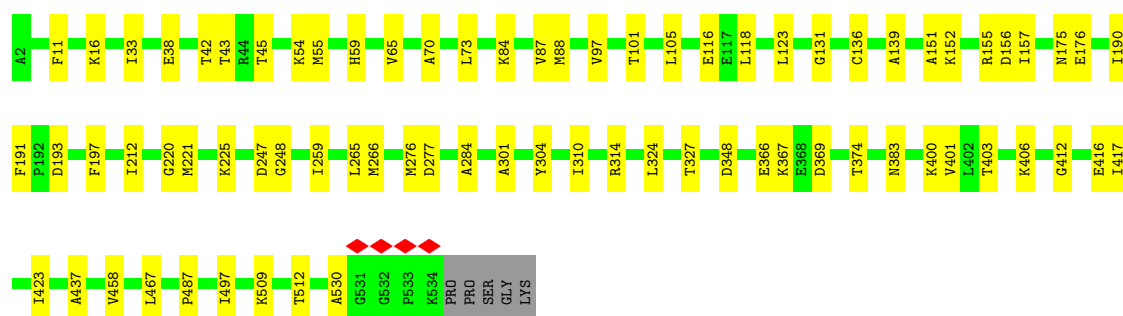 A2 F11 K16 I33 E38 T42 T43 R44 T45 K54 M55 H59 V65 A70 L73 K84 V87 M88 V97 T101 L105 E116 E117 L118 L123 G131 C136 A139 A151 K152 R155 D156 I157 N175 E176 I190
F191 P192 D193 F197 I212 G220 M221 K225 D247 G248 I259 L265 M266 M276 D277 A284 A301 Y304 I310 R314 L324 T327 D348 E366 K367 E368 D369 T374 N383 K400 V401 L402 T403 K406 G412 E416 I417
I423 A437 V458 L467 P487 I497 K509 T512 A530 G531 G532 P533 K534 PRO PRO SER GLY LYS